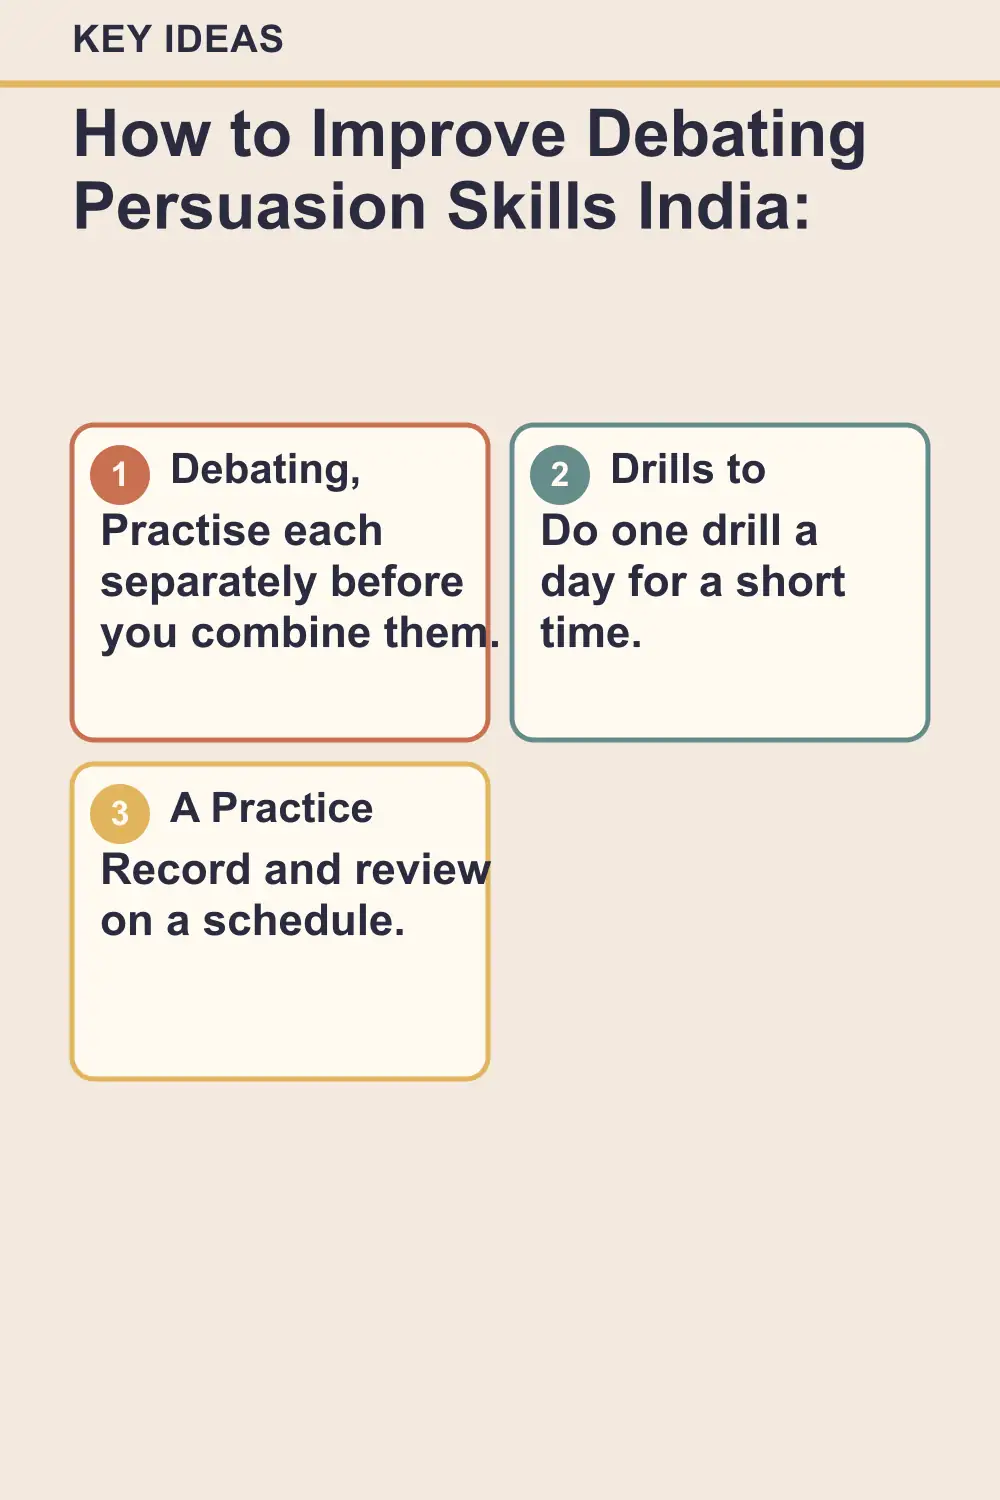 KEY IDEAS
How to Improve Debating
Persuasion Skills India:
1 Debating,
Practise each
separately before
you combine them.
2 Drills to
Do one drill a
day for a short
time.
3 A Practice
Record and review
on a schedule.